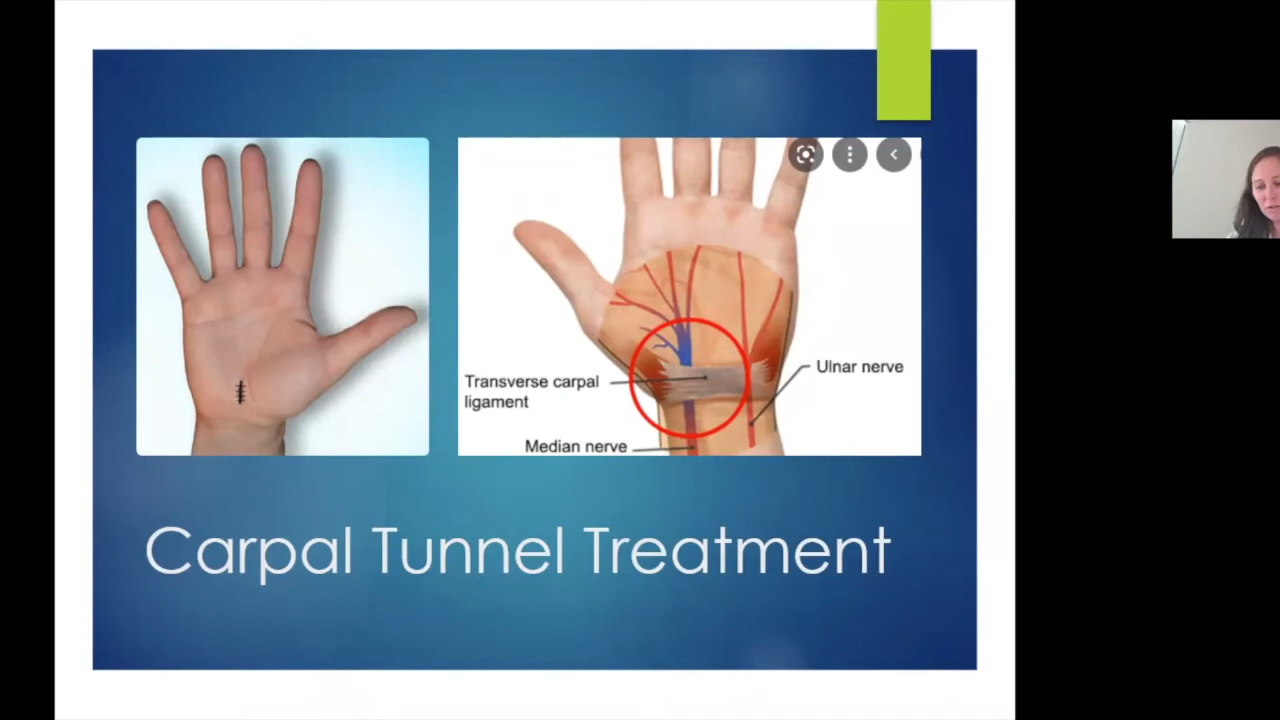 Transverse carpal
ligament
Ulnar nerve
Median nerve
Carpal Tunnel Treatment